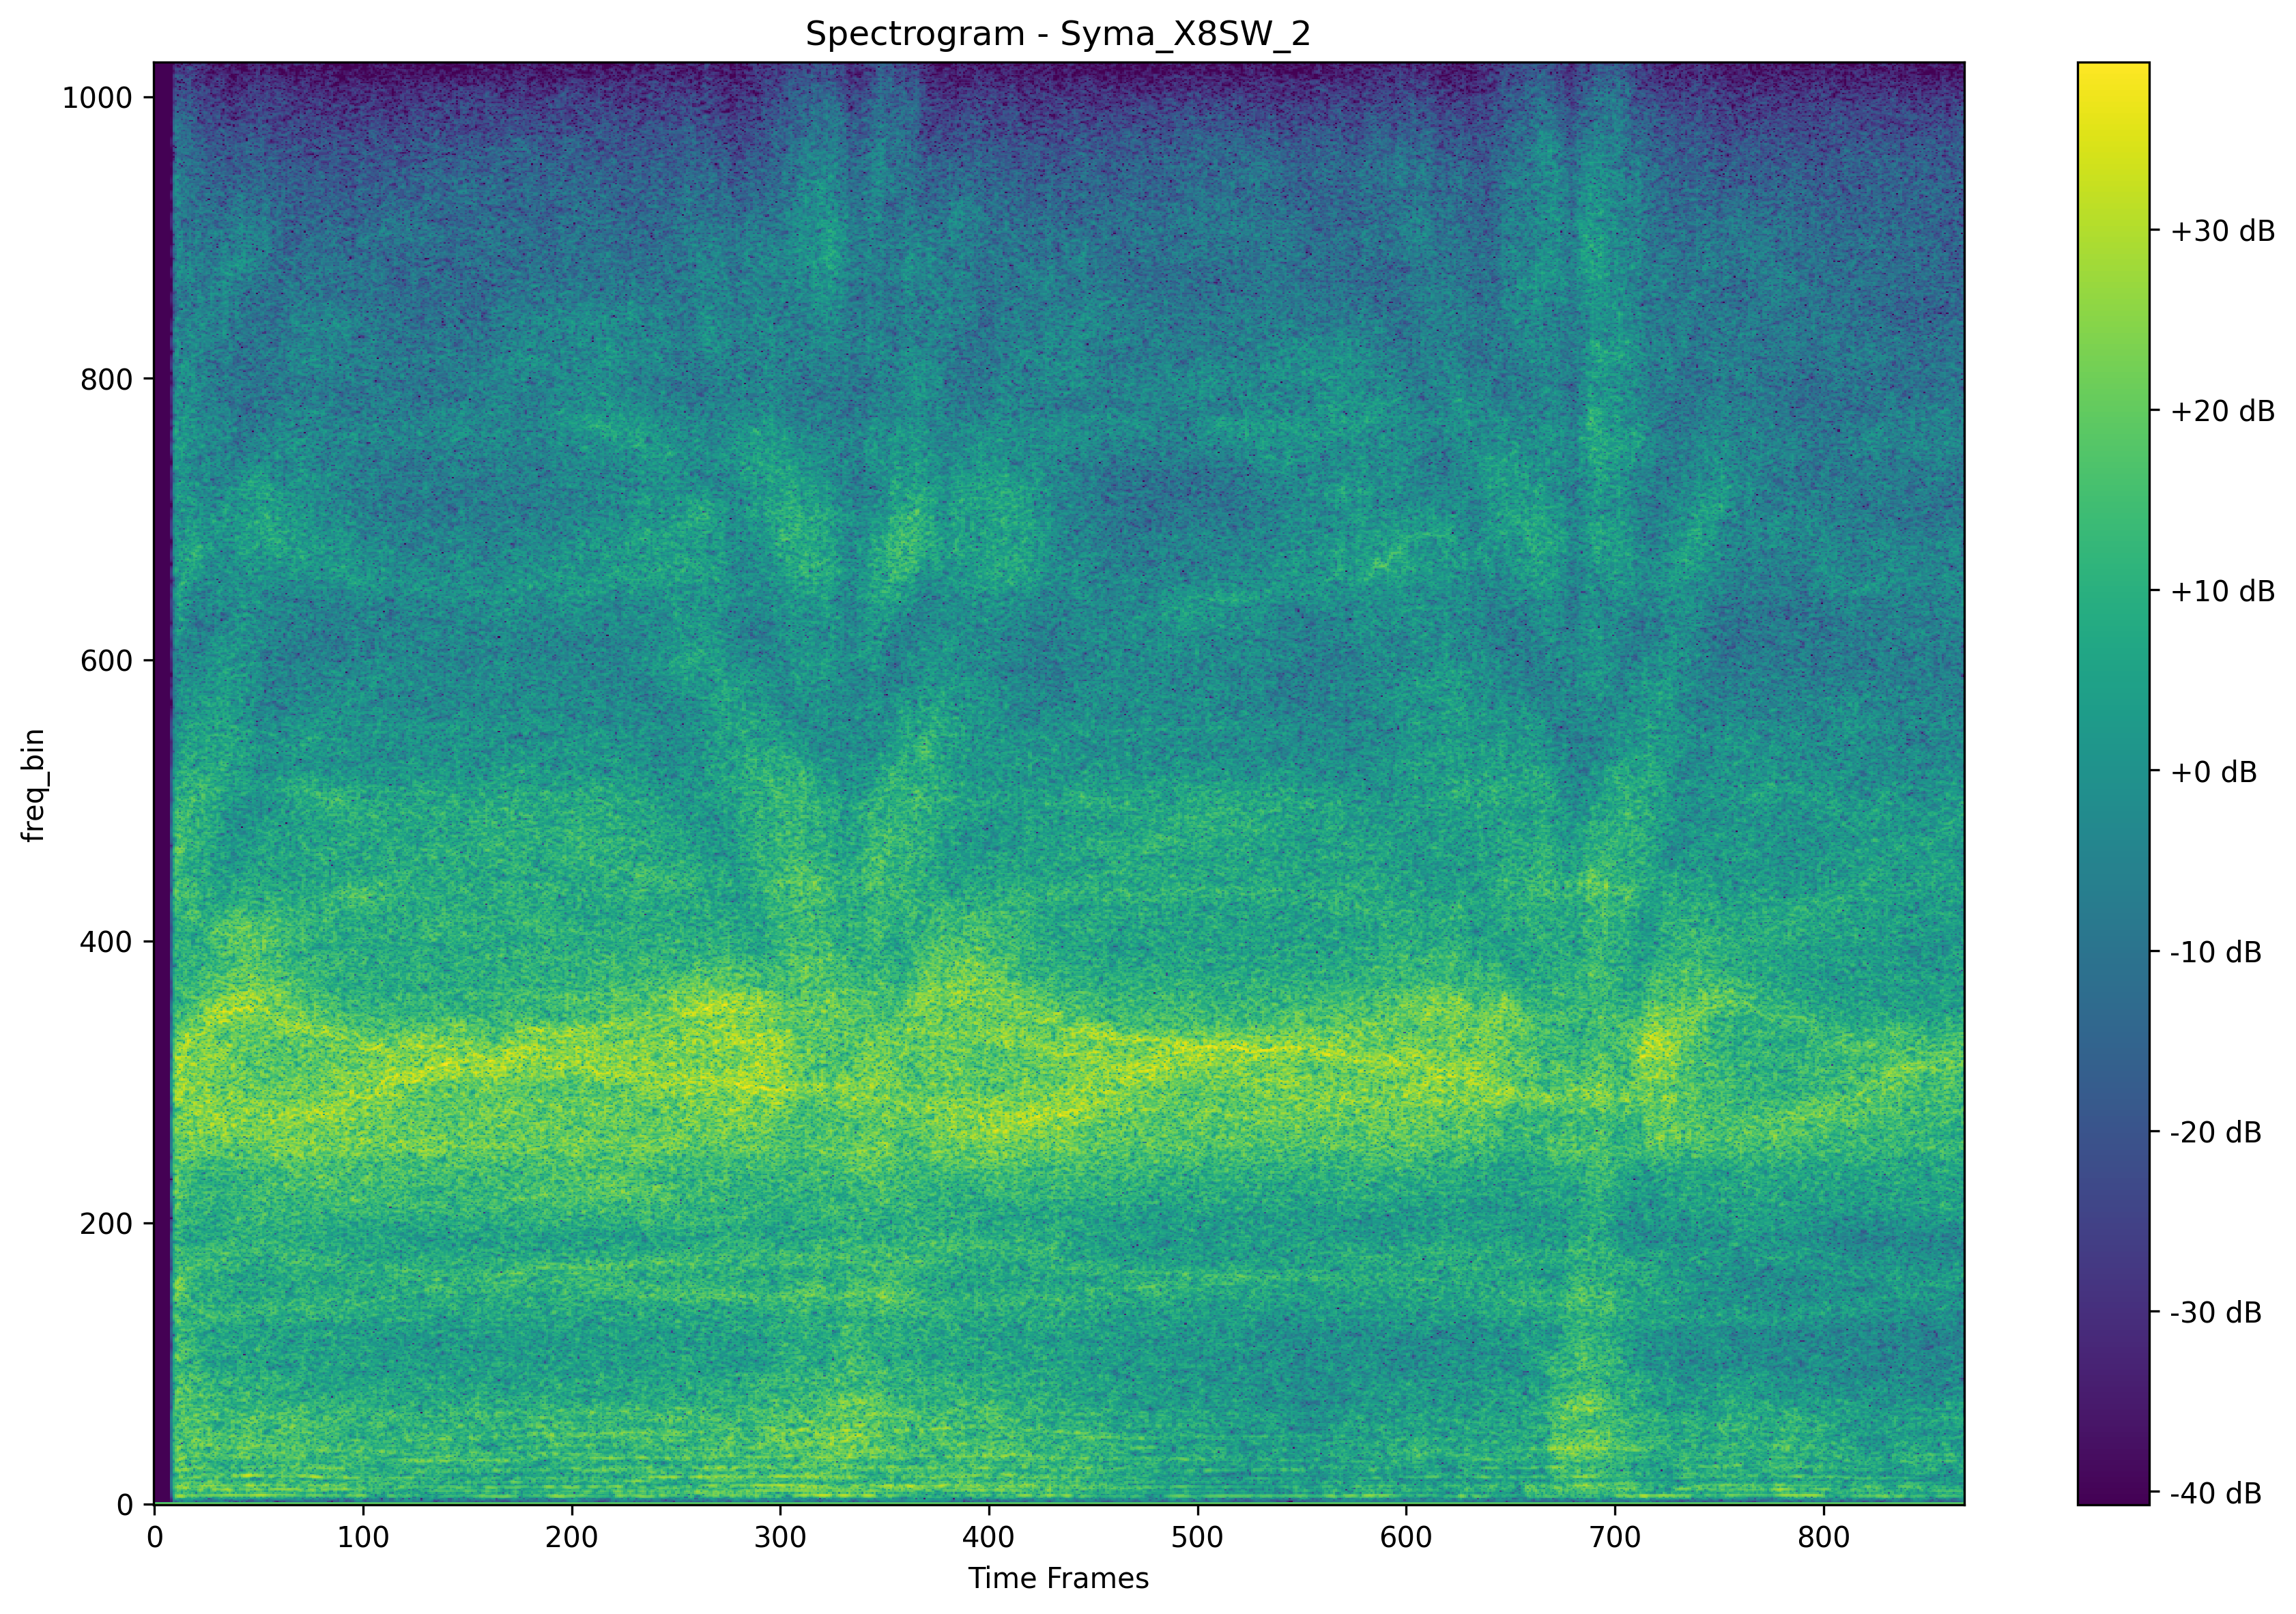 Spectrogram - Syma_X8SW_2
1000
800
600
400
200
0
freq_bin
0 100 200 300 400 500 600 700 800
Time Frames
+30 dB
+20 dB
+10 dB
+0 dB
-10 dB
-20 dB
-30 dB
-40 dB